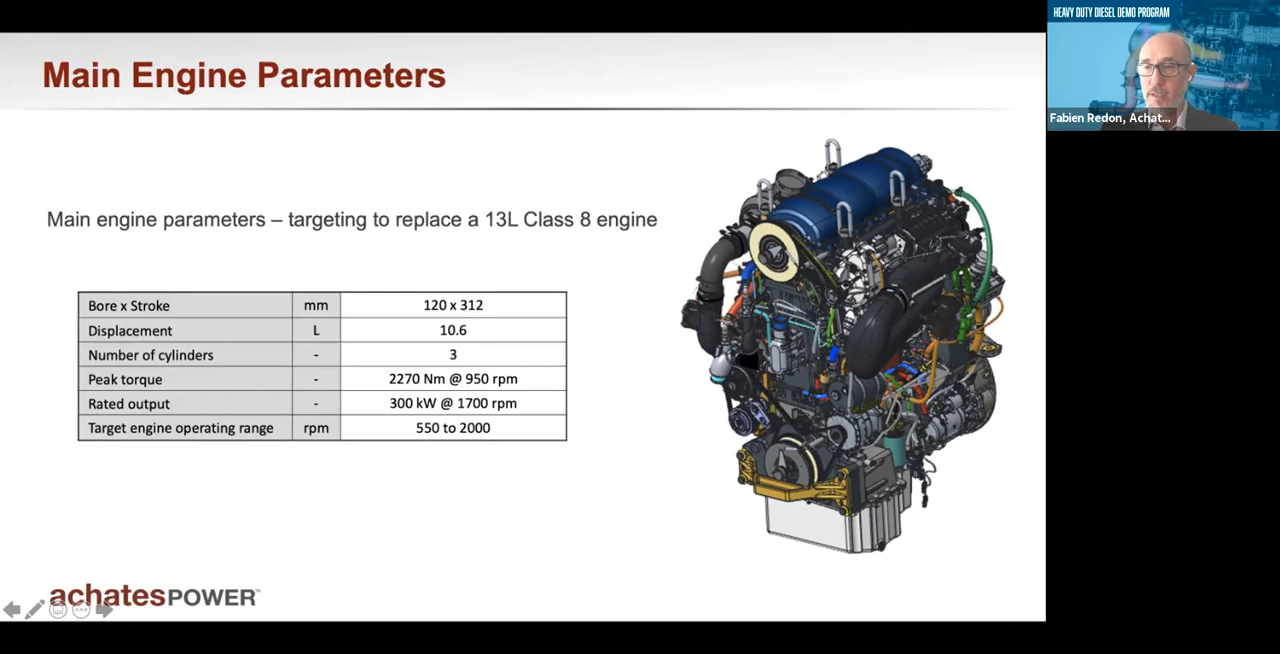 HEAVY DUTY DIESEL DEMO PROGRAM
Fabien Redon, Achat...
Main Engine Parameters
Main engine parameters – targeting to replace a 13L Class 8 engine
Bore x Stroke mm 120 x 312
Displacement L 10.6
Number of cylinders - 3
Peak torque - 2270 Nm @ 950 rpm
Rated output - 300 kW @ 1700 rpm
Target engine operating range rpm 550 to 2000
achatesPOWER™